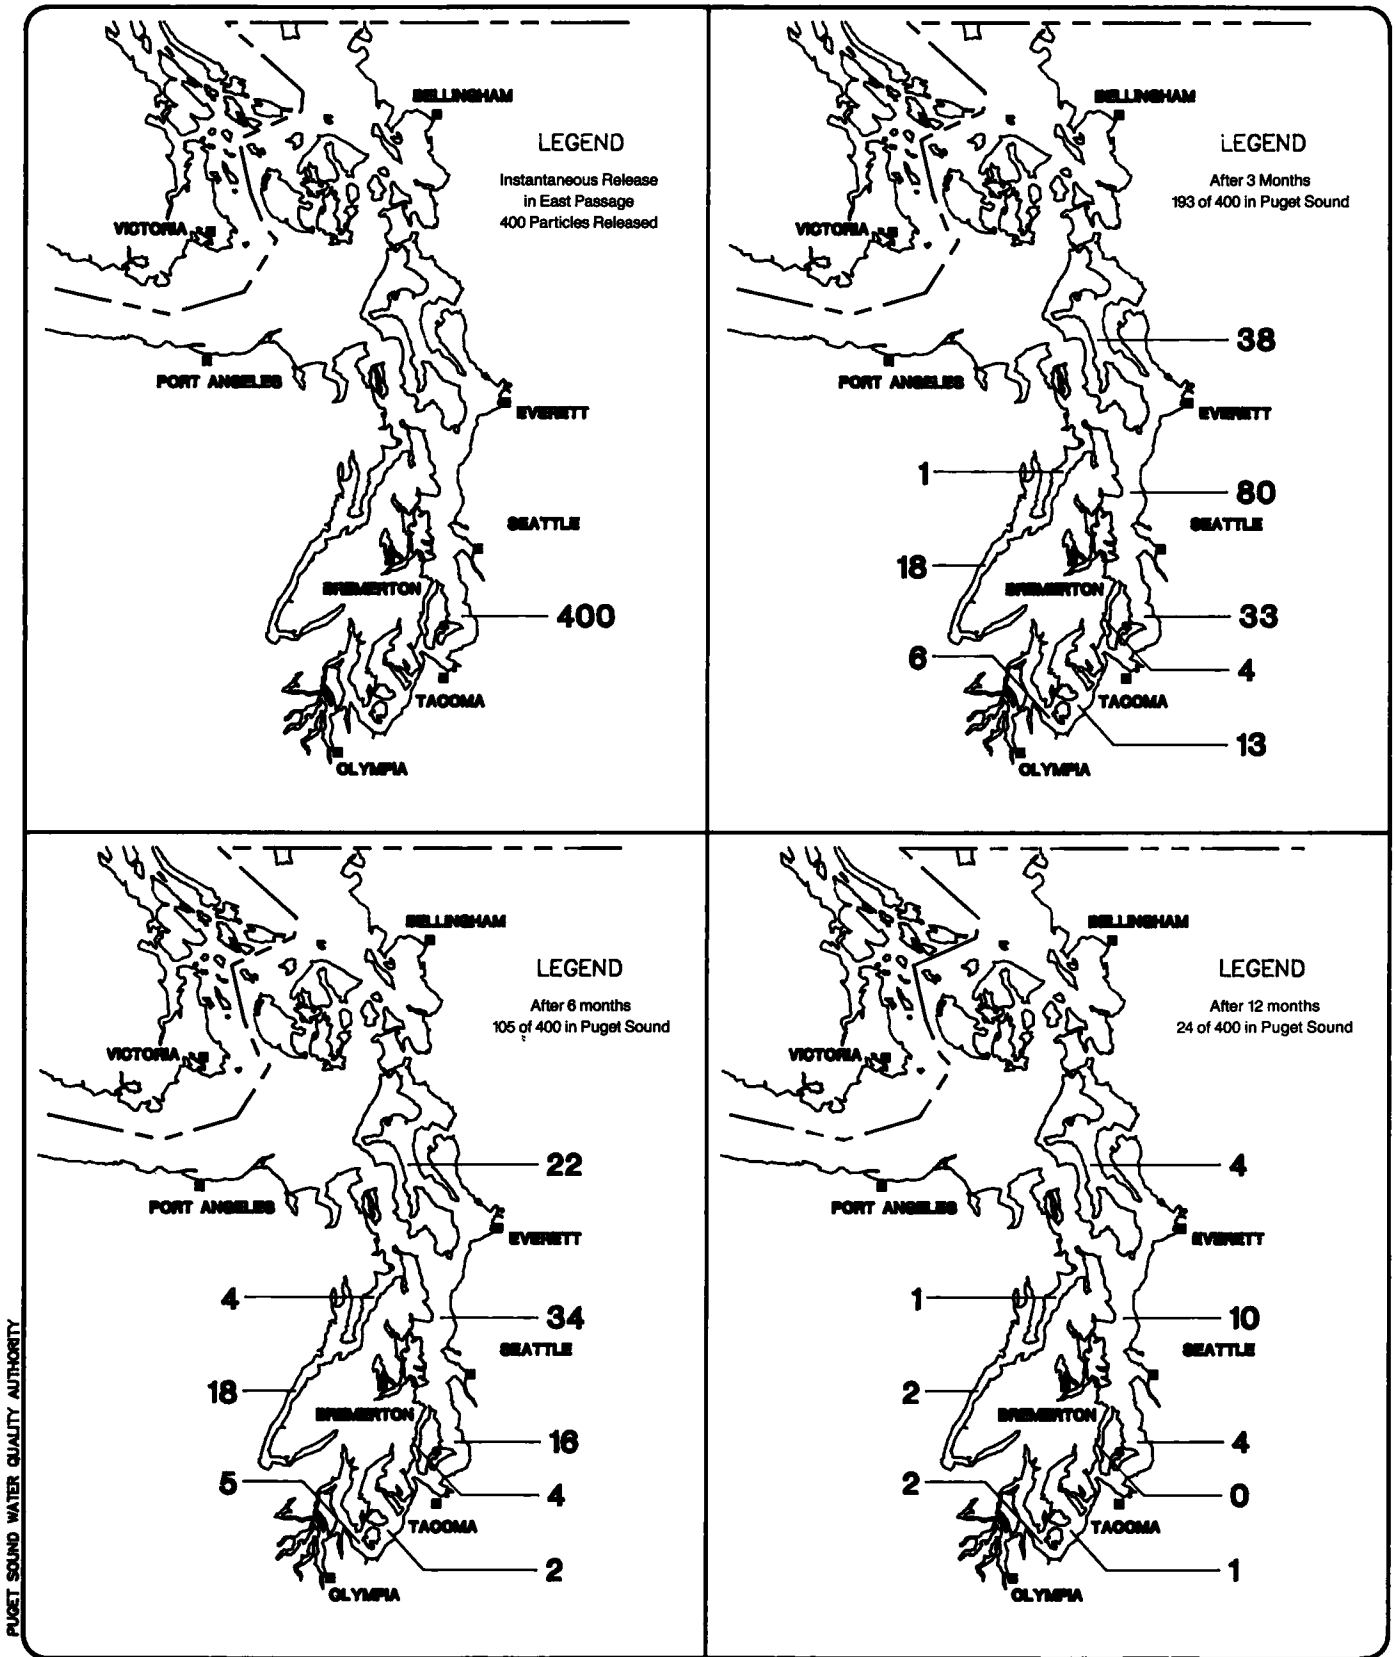 BELLINGHAM
LEGEND
Instantaneous Release
in East Passage
400 Particles Released
VICTORIA
PORT ANGELES
EVERETT
SEATTLE
BREMERTON
400
TACOMA
OLYMPIA
BELLINGHAM
LEGEND
After 3 Months
193 of 400 in Puget Sound
VICTORIA
38
PORT ANGELES
EVERETT
1
80
SEATTLE
18
BREMERTON
33
6
4
TACOMA
13
OLYMPIA
BELLINGHAM
LEGEND
After 6 months
105 of 400 in Puget Sound
VICTORIA
22
PORT ANGELES
EVERETT
4
34
SEATTLE
18
BREMERTON
16
5
4
TACOMA
2
OLYMPIA
BELLINGHAM
LEGEND
After 12 months
24 of 400 in Puget Sound
VICTORIA
4
PORT ANGELES
EVERETT
1
10
SEATTLE
2
BREMERTON
4
2
0
TACOMA
1
OLYMPIA
PUGET SOUND WATER QUALITY AUTHORITY